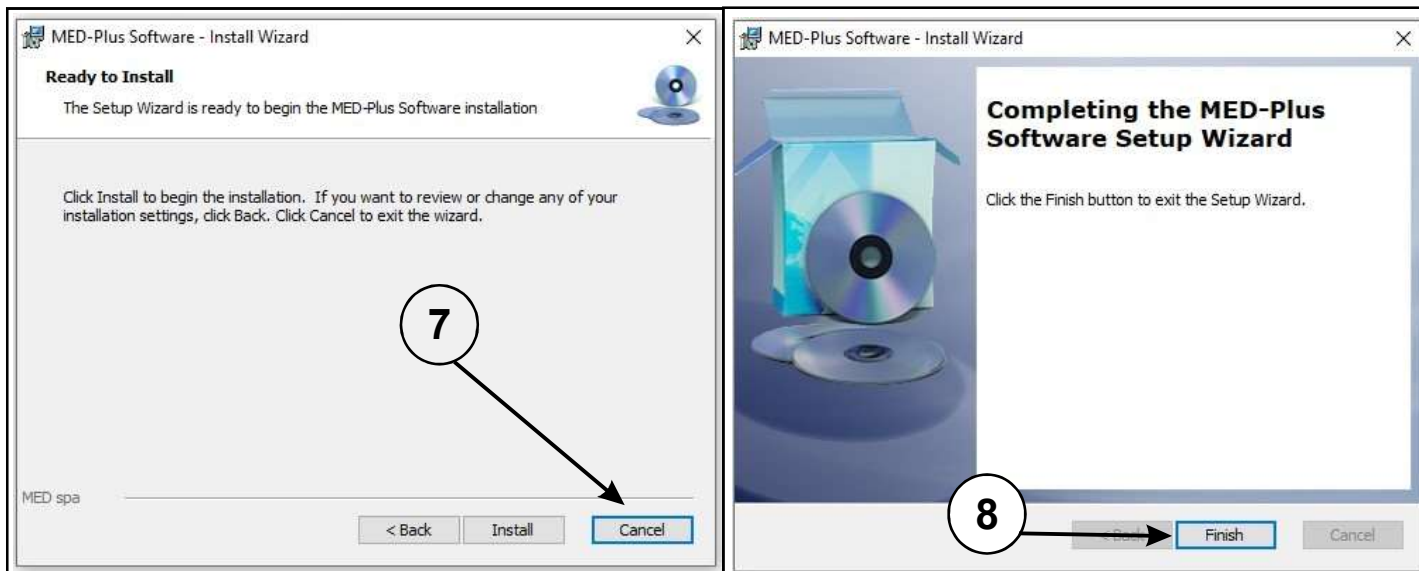 MED-Plus Software - Install Wizard
Ready to Install
The Setup Wizard is ready to begin the MED-Plus Software installation
Click Install to begin the installation. If you want to review or change any of your
installation settings, click Back. Click Cancel to exit the wizard.
7
MED spa
< Back Install Cancel
MED-Plus Software - Install Wizard
Completing the MED-Plus
Software Setup Wizard
Click the Finish button to exit the Setup Wizard.
8
< Back Finish Cancel